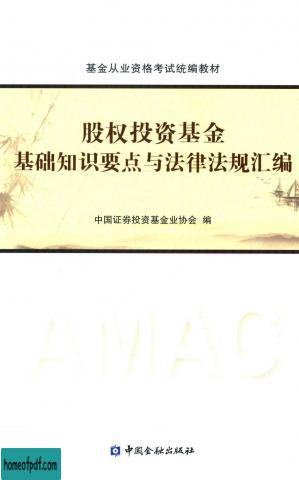 基金从业资格考试统编教材
股权投资基金
基础知识要点与法律法规汇编
中国证券投资基金业协会 编
AMAC
中国金融出版社
homeofpdf.com